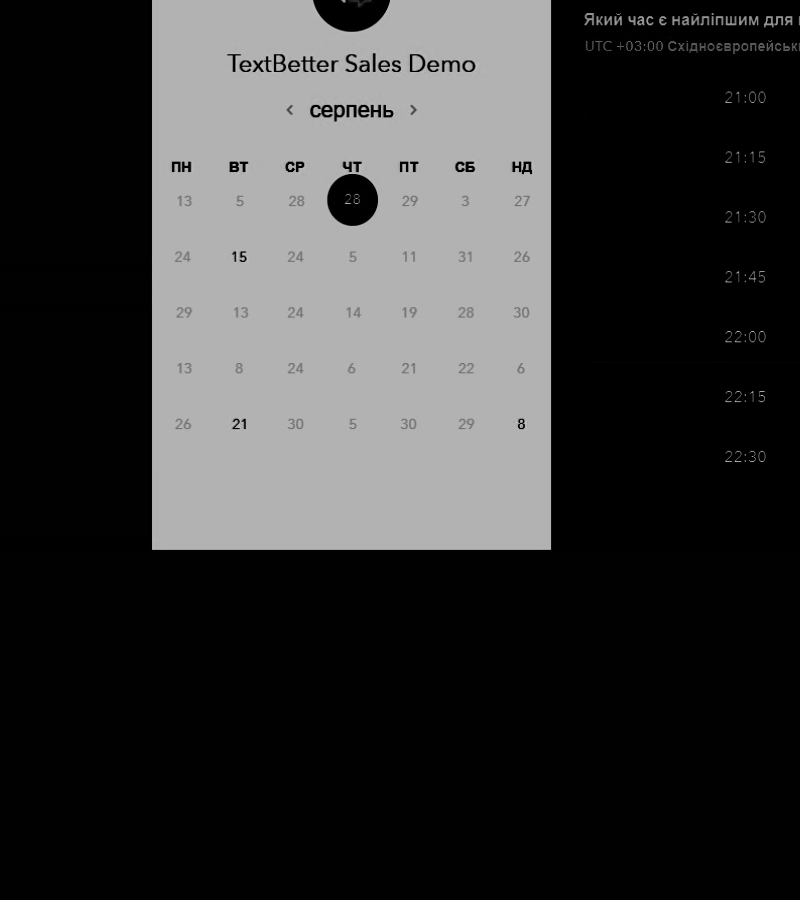 TextBetter Sales Demo
< серпень >
ПН ВТ СР ЧТ ПТ СБ НД
13 5 28 28 29 3 27
24 15 24 5 11 31 26
29 13 24 14 19 28 30
13 8 24 6 21 22 6
26 21 30 5 30 29 8
Який час є найліпшим для
UTC +03:00 Східноєвропейськ
21:00
21:15
21:30
21:45
22:00
22:15
22:30